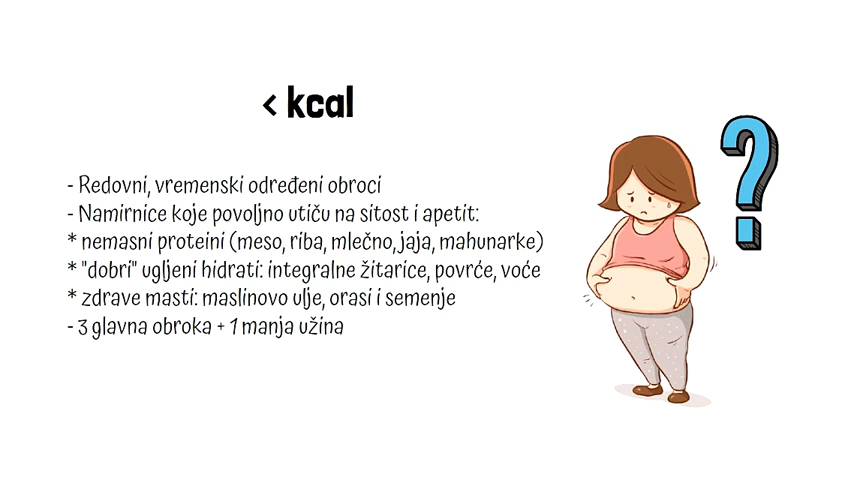 < kcal
- Redovni, vremenski određeni obroci
- Namirnice koje povoljno utiču na sitost i apetit:
* nemasni proteini (meso, riba, mlečno, jaja, mahunarke)
* "dobri" ugljeni hidrati: integralne žitarice, povrće, voće
* zdrave masti: maslinovo ulje, orasi i semenje
- 3 glavna obroka + 1 manja užina
?